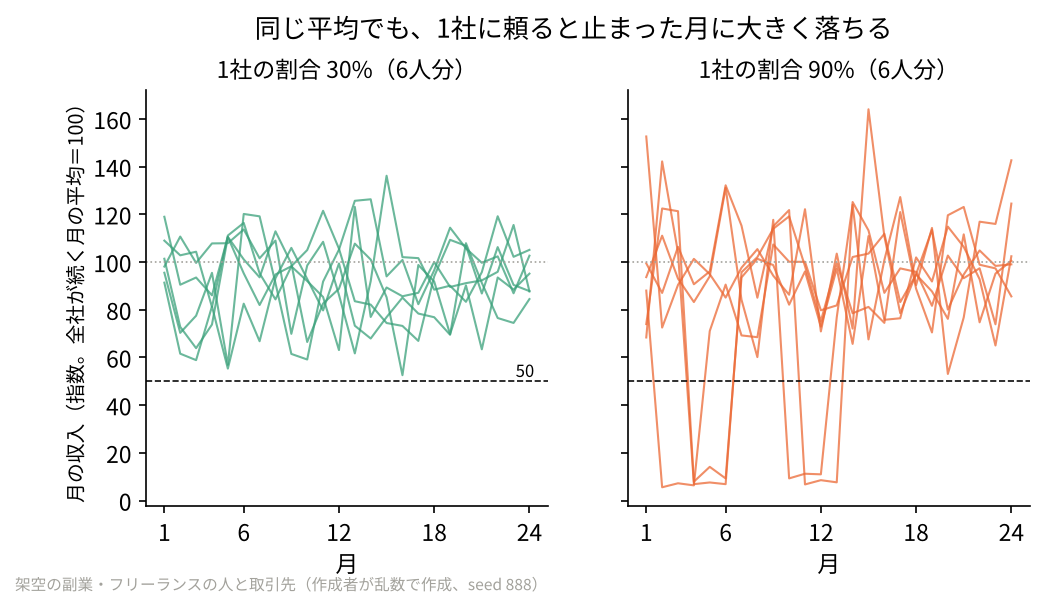 同じ平均でも、1社に頼ると止まった月に大きく落ちる
1社の割合 30%（6人分）
1社の割合 90%（6人分）
月の収入（指数。全社が続く月の平均＝100）
160
140
120
100
80
60
40
20
0
50
1 6 12 18 24
1 6 12 18 24
月
月
架空の副業・フリーランスの人と取引先（作成者が乱数で作成、seed 888）